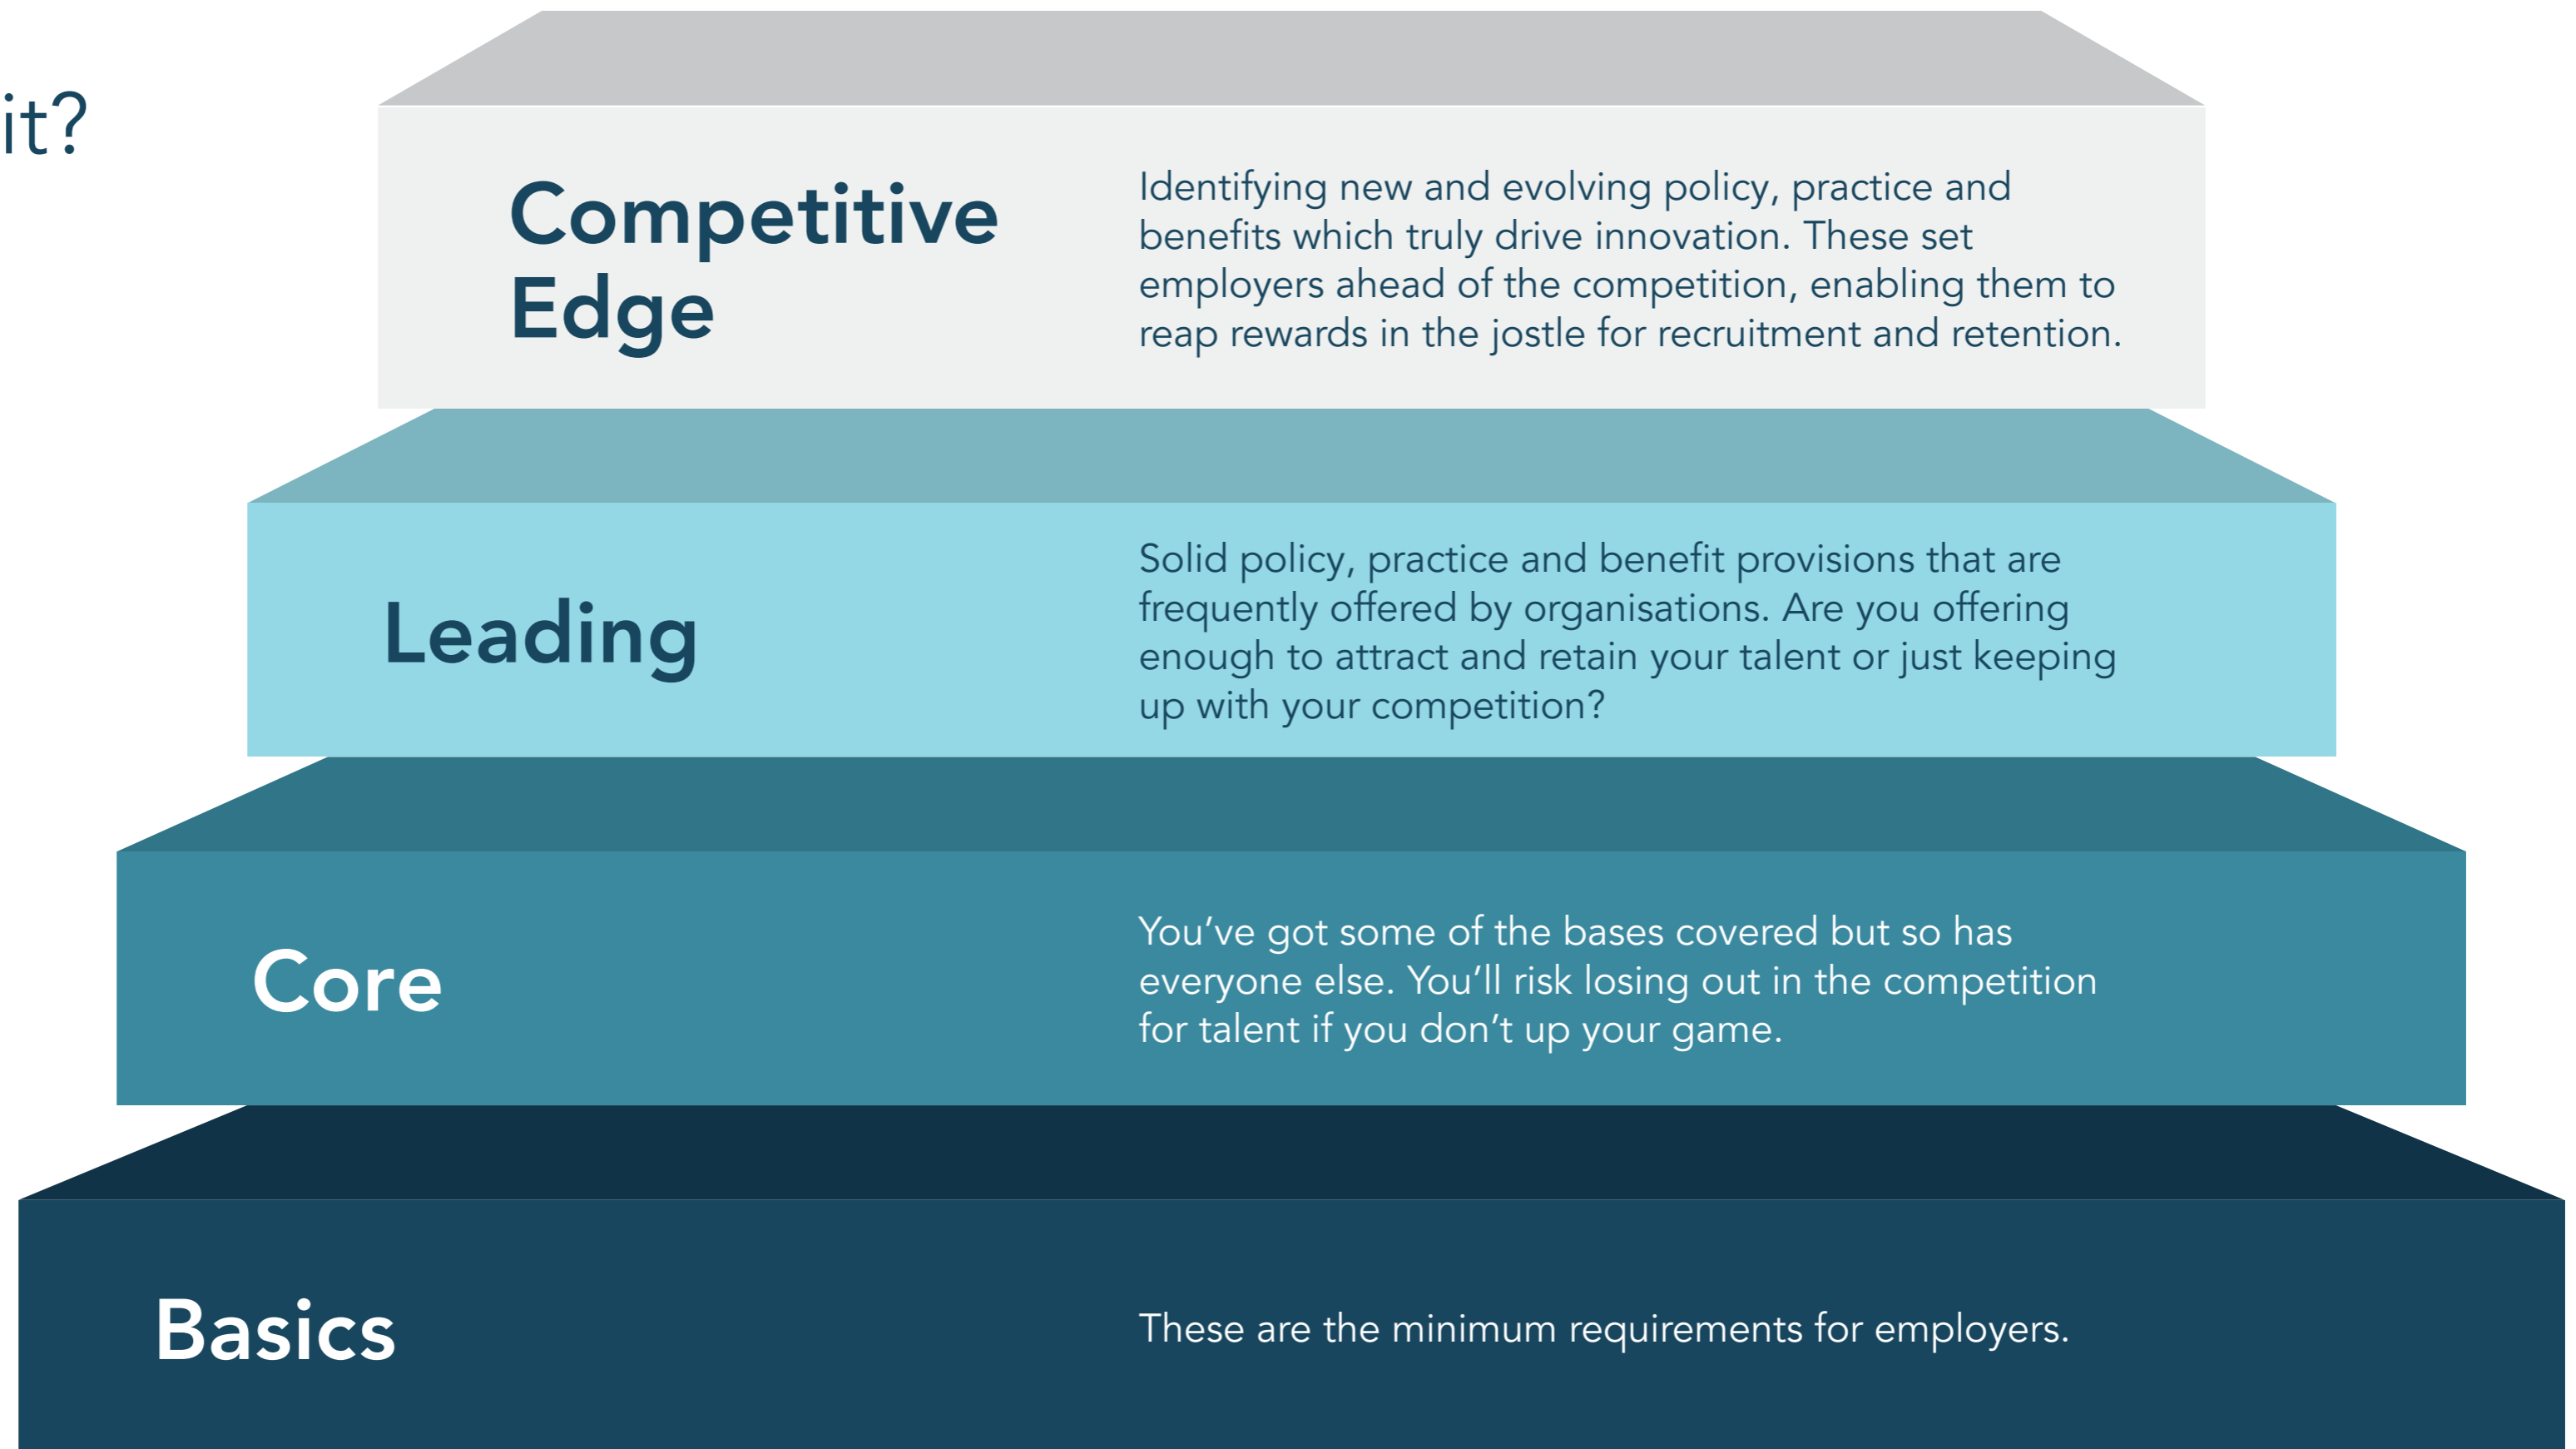 it?
Competitive
Edge
Identifying new and evolving policy, practice and
benefits which truly drive innovation. These set
employers ahead of the competition, enabling them to
reap rewards in the jostle for recruitment and retention.
Leading
Solid policy, practice and benefit provisions that are
frequently offered by organisations. Are you offering
enough to attract and retain your talent or just keeping
up with your competition?
Core
You’ve got some of the bases covered but so has
everyone else. You’ll risk losing out in the competition
for talent if you don’t up your game.
Basics
These are the minimum requirements for employers.